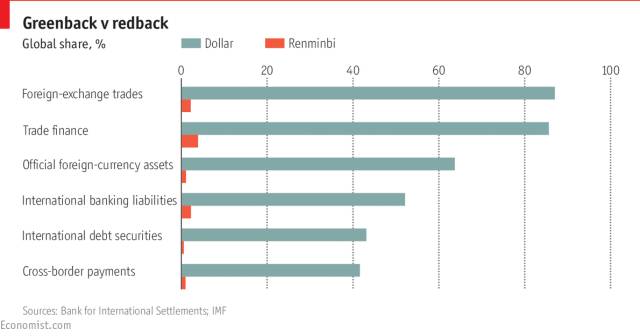 Greenback v redback
Global share, %
Dollar
Renminbi
0 20 40 60 80 100
Foreign-exchange trades
Trade finance
Official foreign-currency assets
International banking liabilities
International debt securities
Cross-border payments
Sources: Bank for International Settlements; IMF
Economist.com